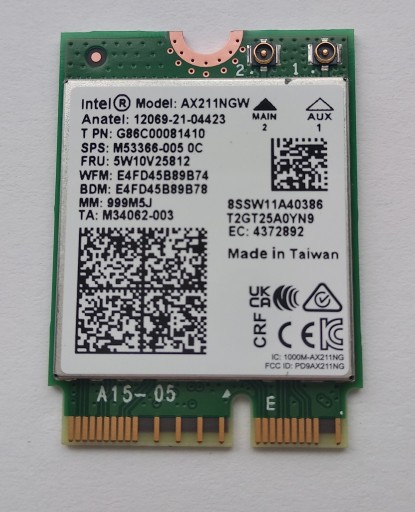 2 1
Intel® Model: AX211NGW
Anatel: 12069-21-04423
T PN: G86C00081410
SPS: M53366-005 0C
FRU: 5W10V25812
WFM: E4FD45B89B74
BDM: E4FD45B89B78
MM: 999M5J
TA: M34062-003
MAIN
2
AUX
1
8SSW11A40386
T2GT25A0YN9
EC: 4372892
Made in Taiwan
UK
CA
CRF
CE
IC: 1000M-AX211NG
FCC ID: PD9AX211NG
A15-05
E